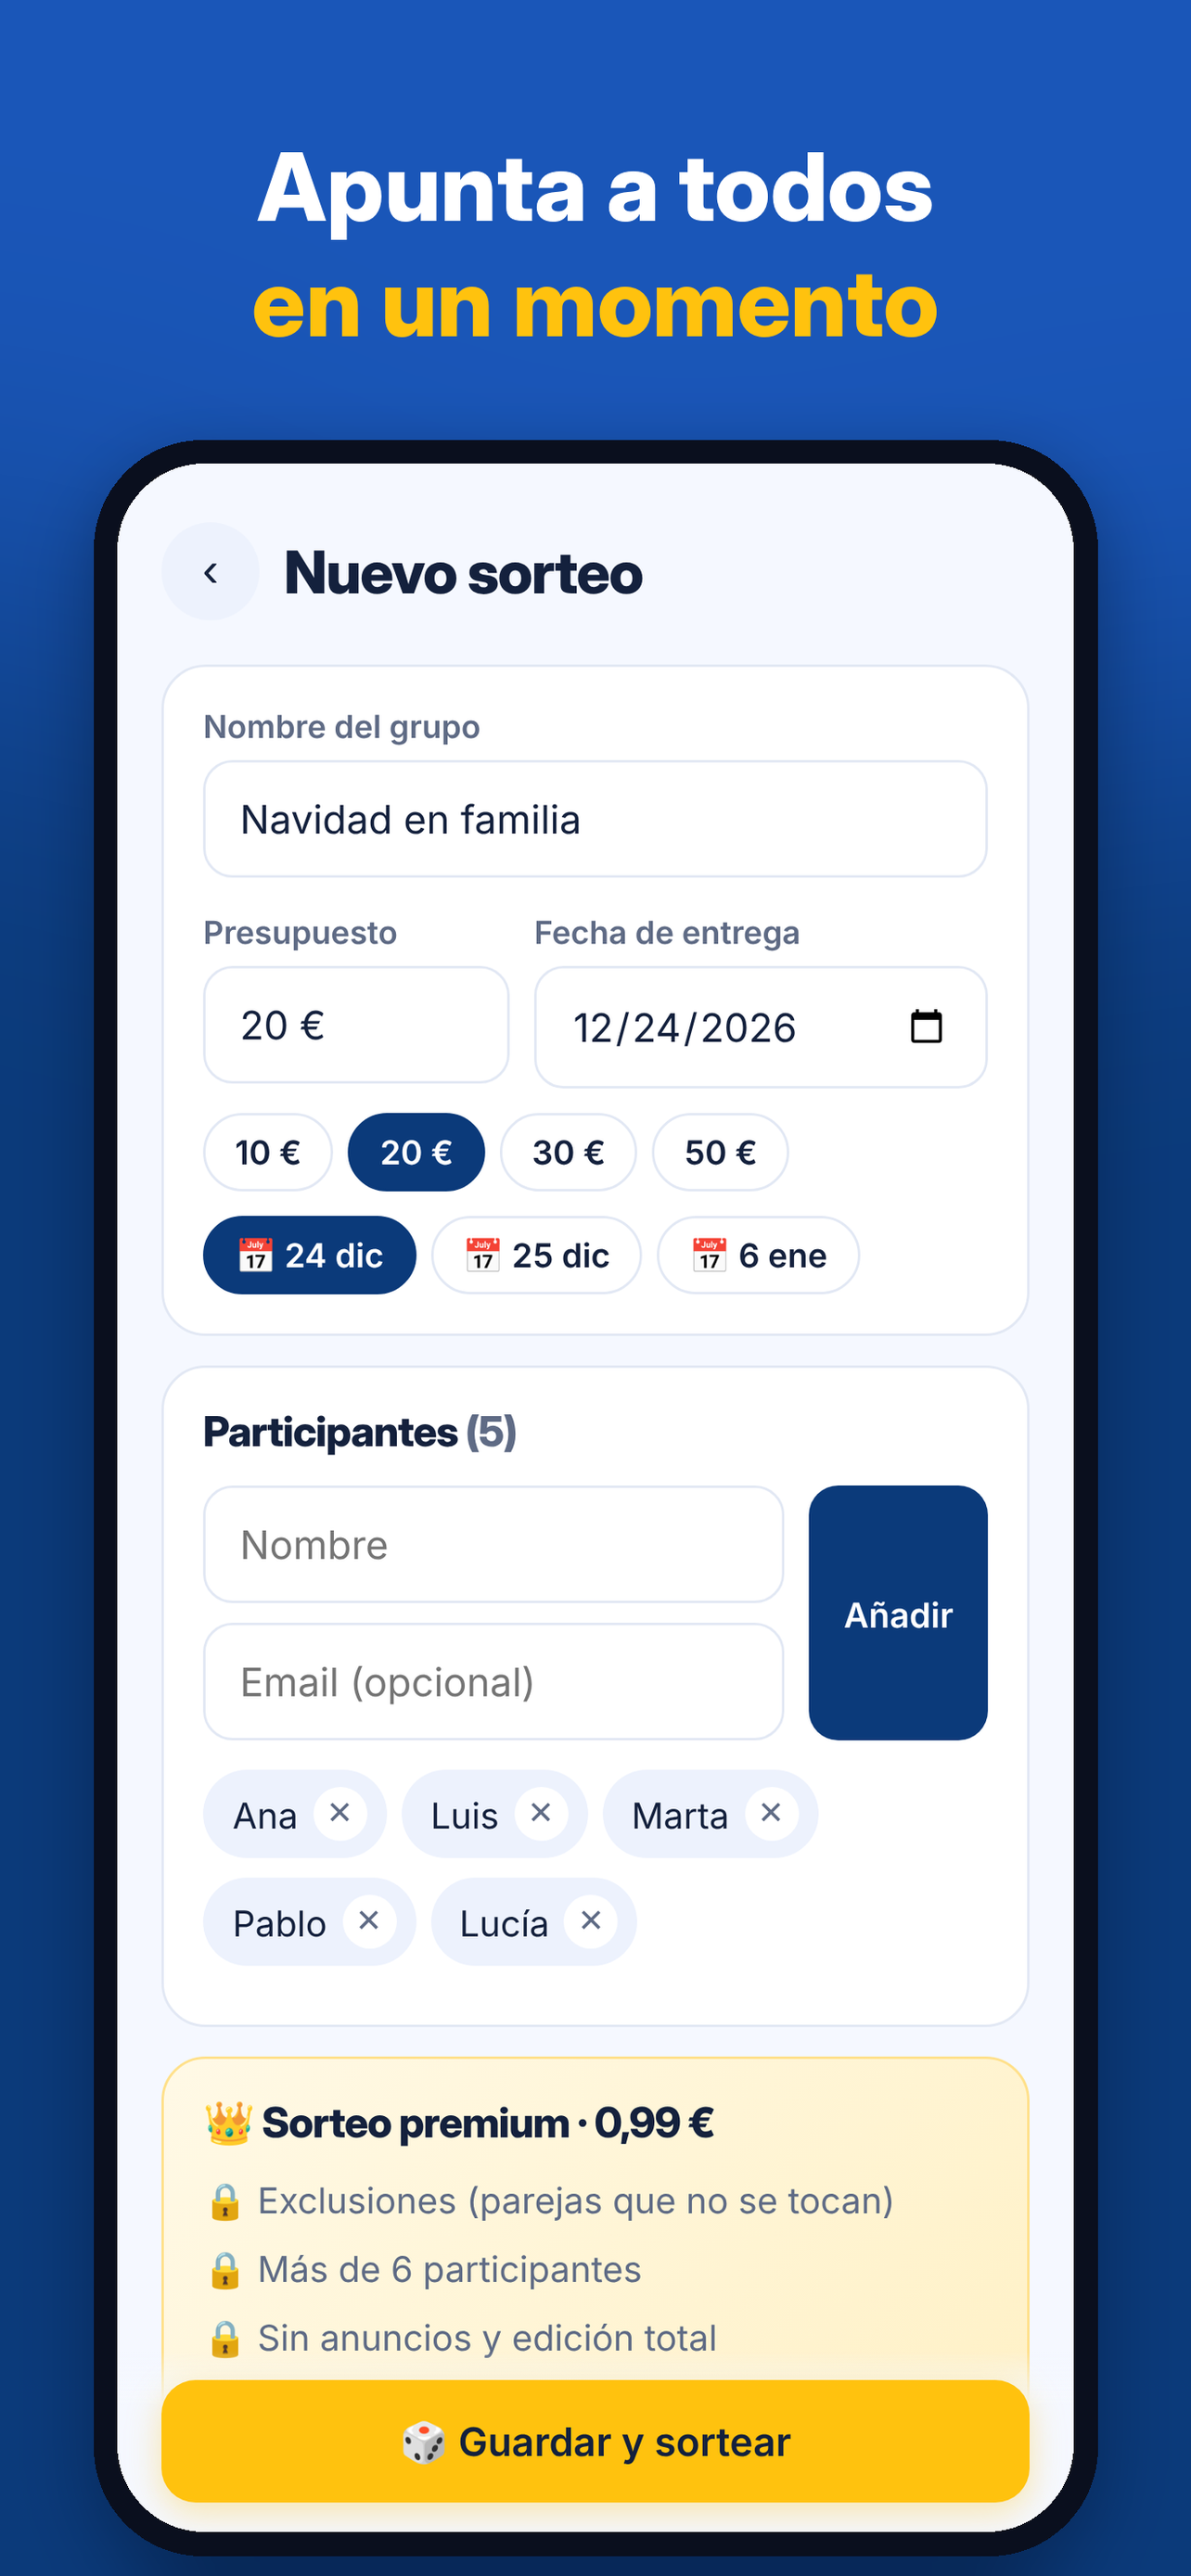 Apunta a todos
en un momento
‹ Nuevo sorteo
Nombre del grupo
Navidad en familia
Presupuesto Fecha de entrega
20 € 12/24/2026
10 € 20 € 30 € 50 €
📅 24 dic 📅 25 dic 📅 6 ene
Participantes (5)
Nombre
Añadir
Email (opcional)
Ana ✕ Luis ✕ Marta ✕
Pablo ✕ Lucía ✕
👑 Sorteo premium · 0,99 €
🔒 Exclusiones (parejas que no se tocan)
🔒 Más de 6 participantes
🔒 Sin anuncios y edición total
🎲 Guardar y sortear